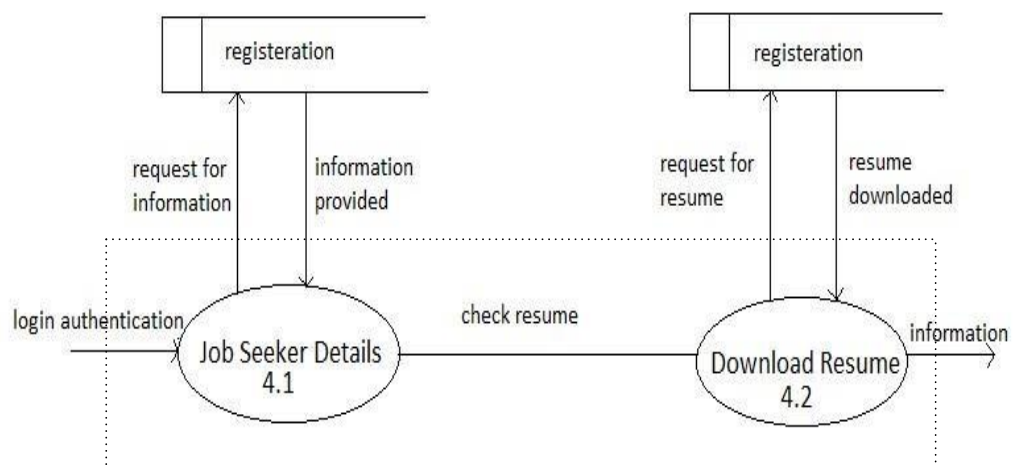 registeration
registeration
request for
information
information
provided
request for
resume
resume
downloaded
login authentication
check resume
information
Job Seeker Details
4.1
Download Resume
4.2